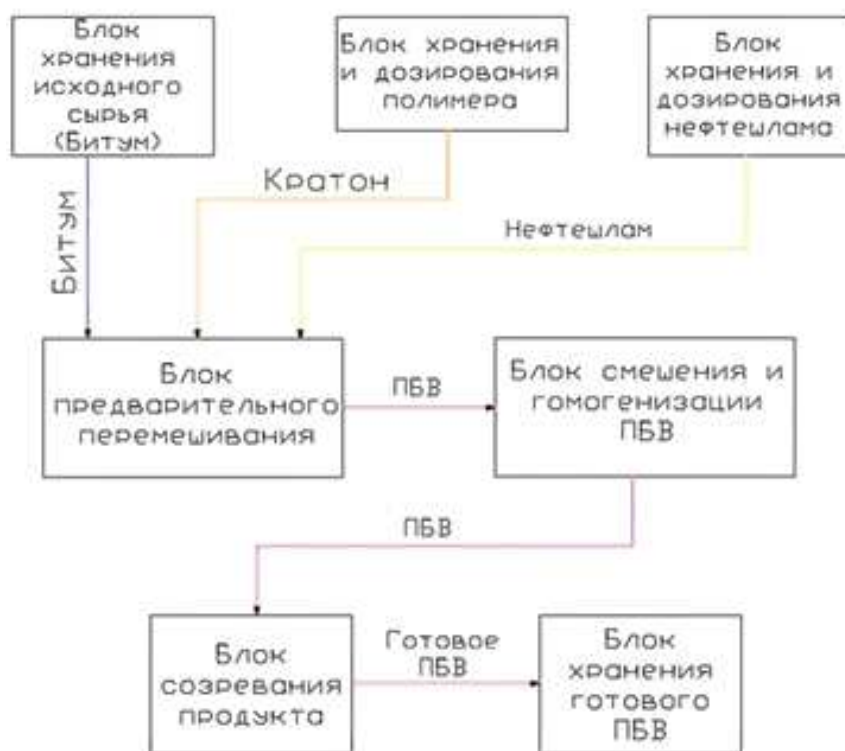 Блок
хранения
исходного
сырья
(Битум)
Блок хранения
и дозирования
полимера
Блок
хранения и
дозирования
нефтешлама
Битум
Кратон
Нефтешлам
Блок
предварительного
перемешивания
ПБВ
Блок смешения и
гомогенизации
ПБВ
ПБВ
Блок
созревания
продукта
Готовое
ПБВ
Блок
хранения
готового
ПБВ